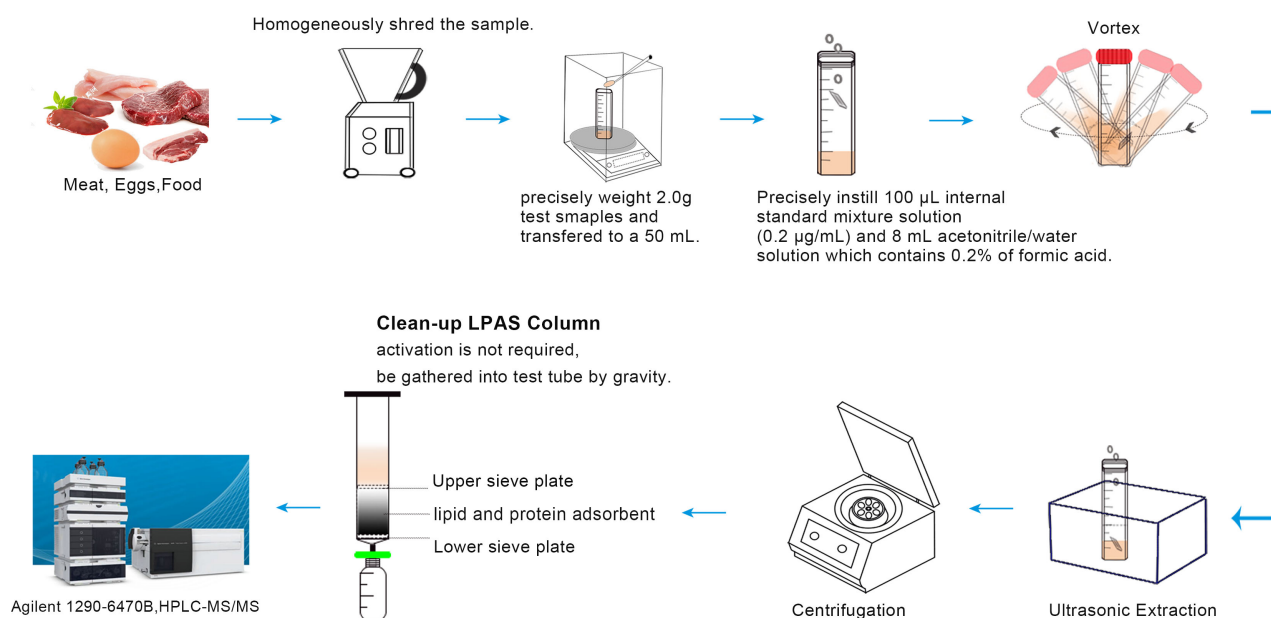 Homogeneously shred the sample.
Vortex
Meat, Eggs,Food
precisely weight 2.0g
test smaples and
transfered to a 50 mL.
Precisely instill 100 µL internal
standard mixture solution
(0.2 µg/mL) and 8 mL acetonitrile/water
solution which contains 0.2% of formic acid.
Clean-up LPAS Column
activation is not required,
be gathered into test tube by gravity.
Upper sieve plate
lipid and protein adsorbent
Lower sieve plate
Agilent 1290-6470B,HPLC-MS/MS
Centrifugation
Ultrasonic Extraction